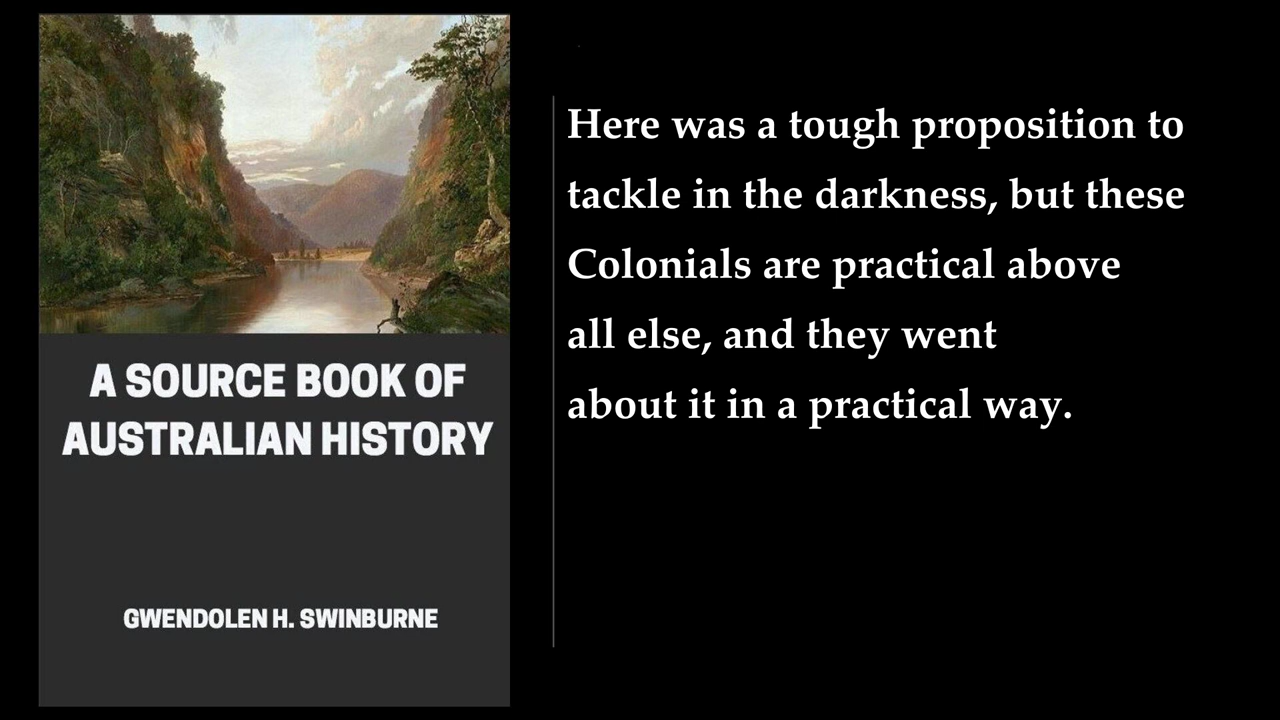 A SOURCE BOOK OF
AUSTRALIAN HISTORY
GWENDOLEN H. SWINBURNE
Here was a tough proposition to
tackle in the darkness, but these
Colonials are practical above
all else, and they went
about it in a practical way.